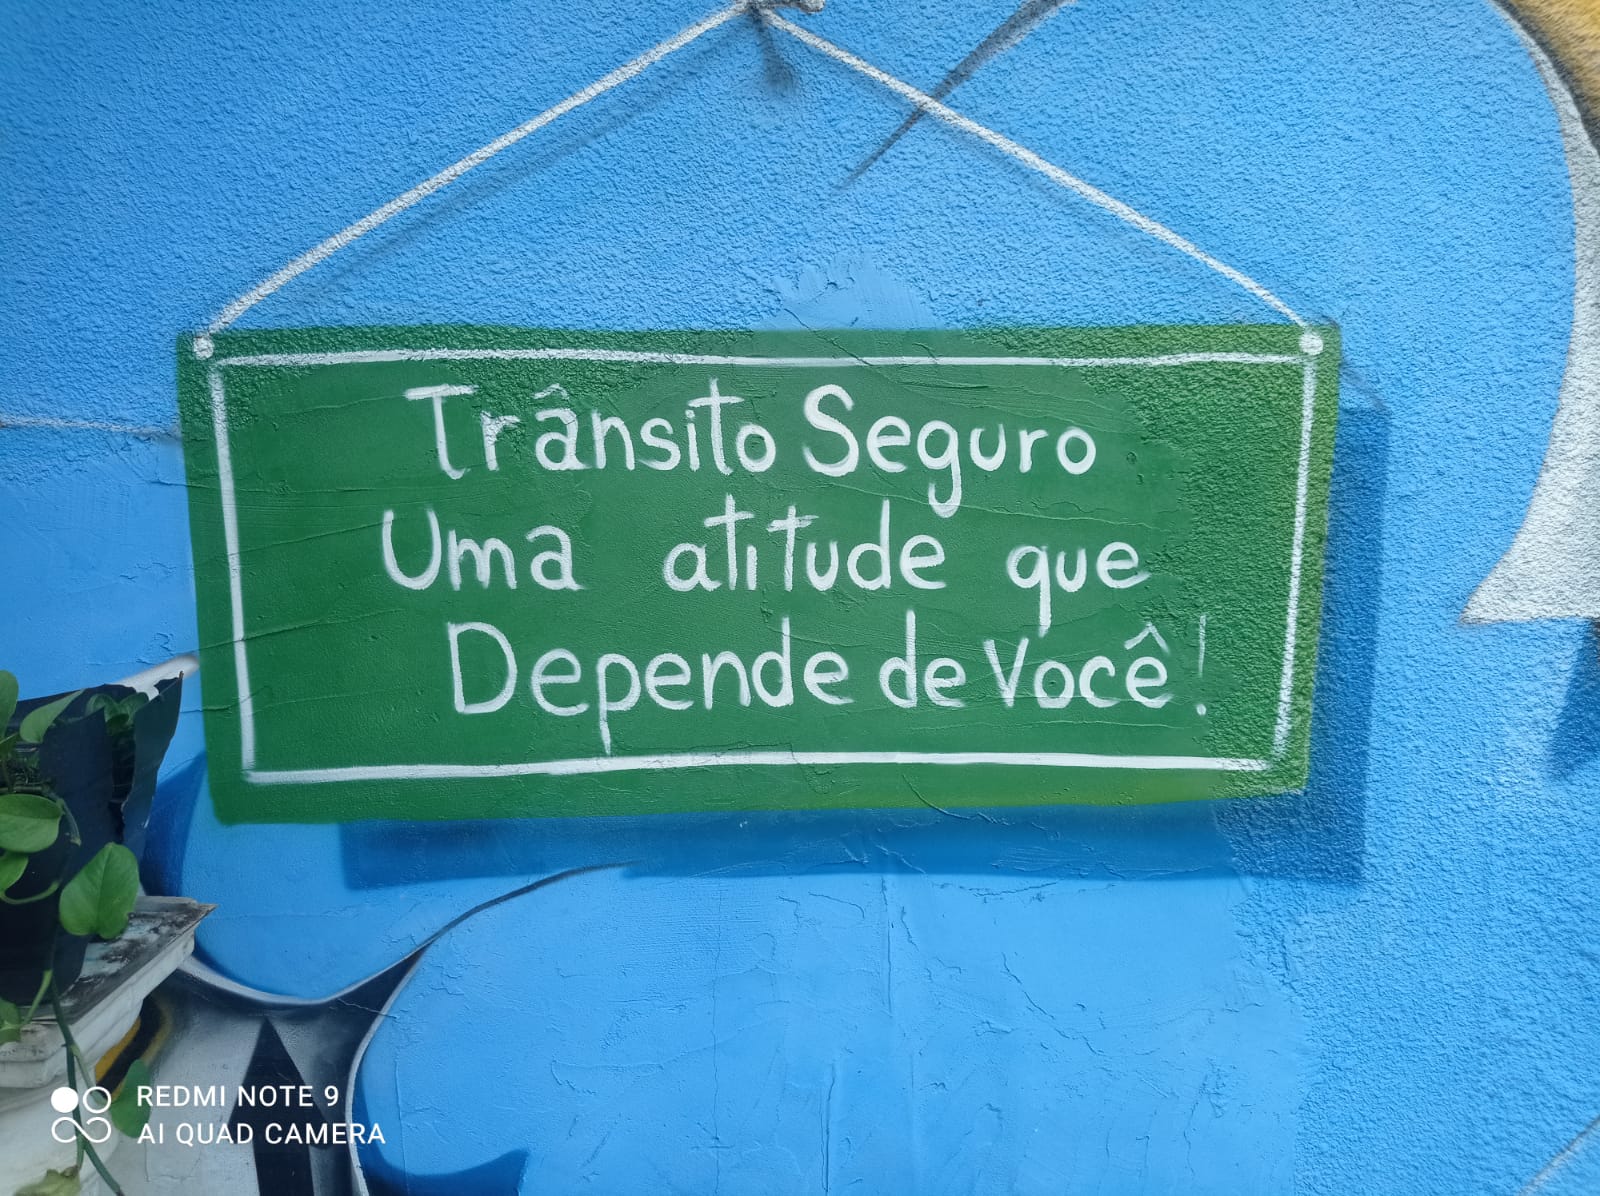 Trânsito Seguro
Uma atitude que
Depende de Você!
REDMI NOTE 9
AI QUAD CAMERA